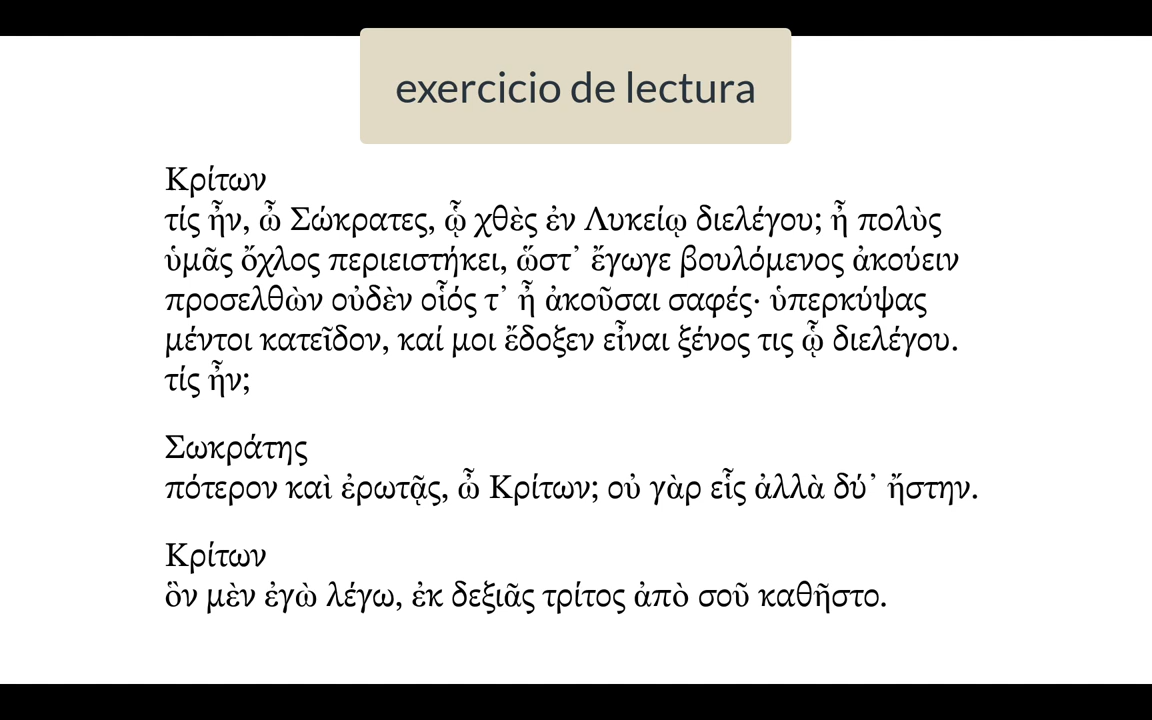 exercicio de lectura
Κρίτων
τίς ἦν, ὦ Σώκρατες, ᾧ χθὲς ἐν Λυκείῳ διελέγου; ἦ πολὺς
ὑμᾶς ὄχλος περιειστήκει, ὥστ᾽ ἔγωγε βουλόμενος ἀκούειν
προσελθὼν οὐδὲν οἷός τ᾽ ἦ ἀκοῦσαι σαφές· ὑπερκύψας
μέντοι κατεῖδον, καί μοι ἔδοξεν εἶναι ξένος τις ᾧ διελέγου.
τίς ἦν;
Σωκράτης
πότερον καὶ ἐρωτᾷς, ὦ Κρίτων; οὐ γὰρ εἷς ἀλλὰ δύ᾽ ἤστην.
Κρίτων
ὃν μὲν ἐγὼ λέγω, ἐκ δεξιᾶς τρίτος ἀπὸ σοῦ καθῆστο.